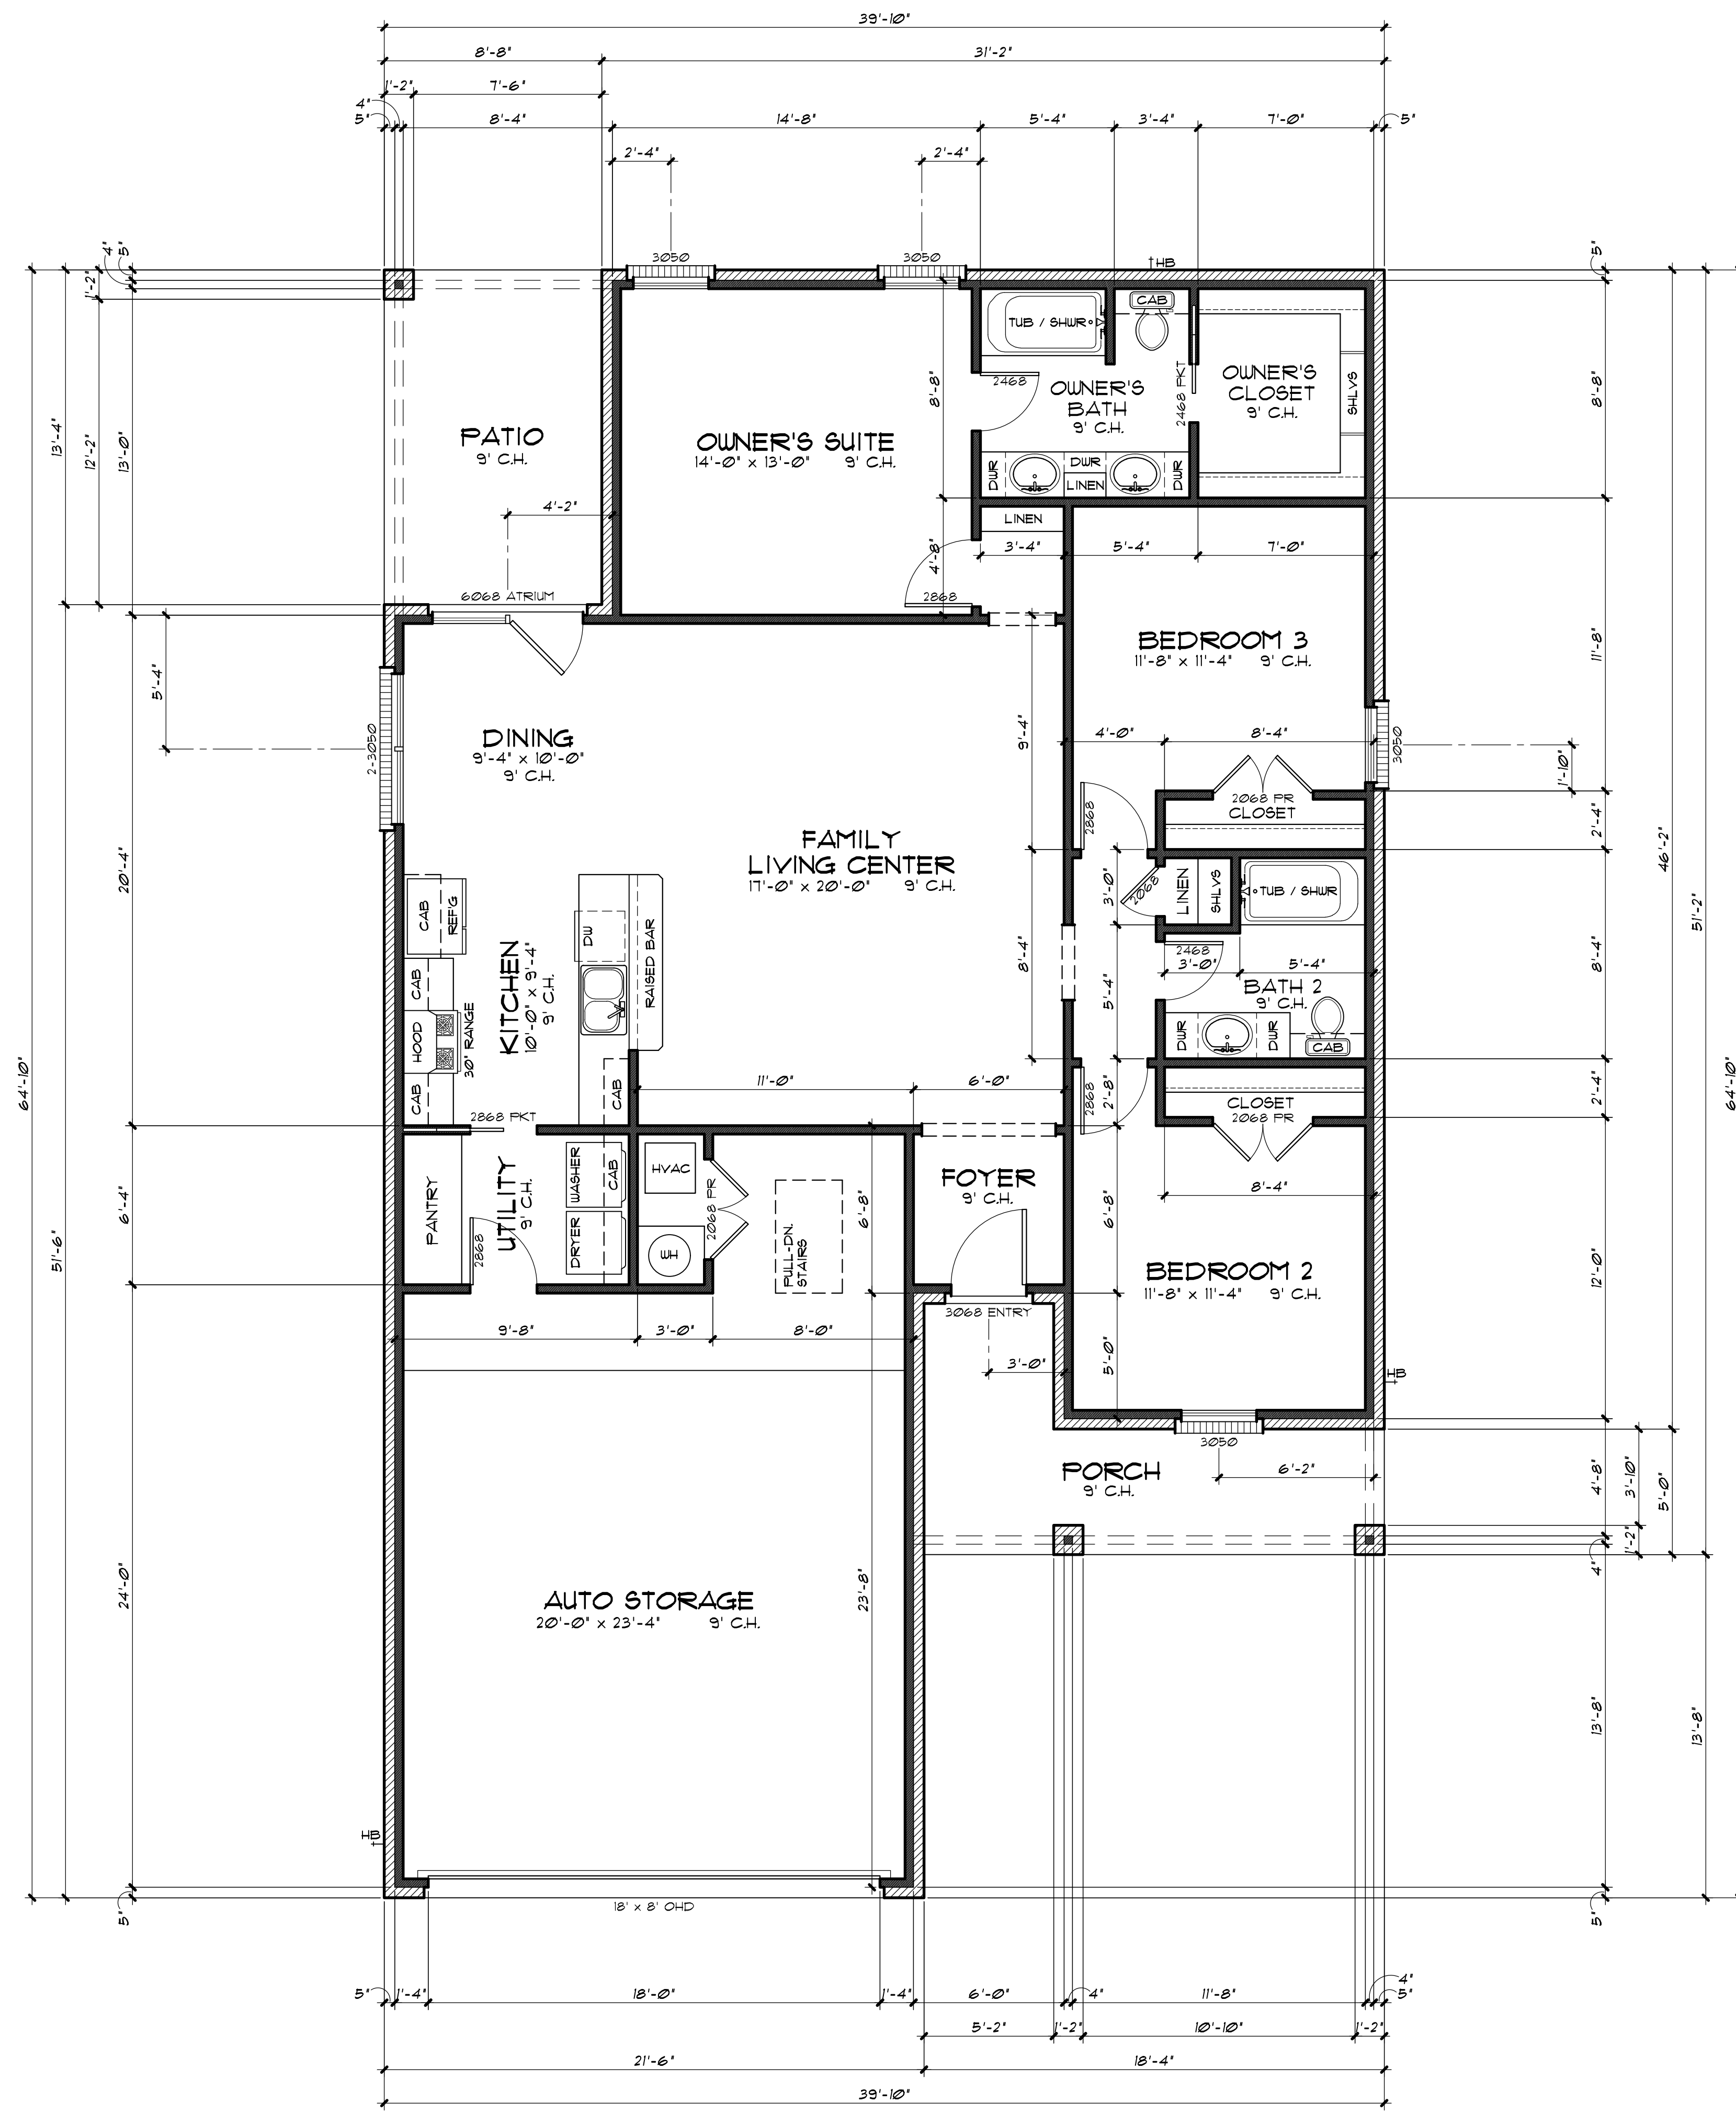 39'-10"
8'-8"
31'-2"
1'-2"
7'-6"
4"
5"
8'-4"
14'-8"
5'-4"
3'-4"
7'-0"
5"
2'-4"
2'-4"
3050
3050
HB
4"
5"
5"
1'-2"
CAB
TUB / SHWR
2468
2468 PKT
OWNER'S
BATH
9' C.H.
OWNER'S
CLOSET
9' C.H.
SHLVS
8'-8"
8'-8"
13'-4"
12'-2"
13'-0"
PATIO
9' C.H.
OWNER'S SUITE
14'-0" x 13'-0" 9' C.H.
DWR
DWR
LINEN
DWR
4'-2"
LINEN
4'-8"
3'-4"
5'-4"
7'-0"
6068 ATRIUM
2868
BEDROOM 3
11'-8" x 11'-4" 9' C.H.
11'-8"
5'-4"
2-3050
DINING
9'-4" x 10'-0"
9' C.H.
9'-4"
4'-0"
8'-4"
3050
1'-10"
2868
2068 PR
CLOSET
2'-4"
46'-2"
FAMILY
LIVING CENTER
17'-0" x 20'-0" 9' C.H.
20'-4"
CAB
REF'G
3'-0"
2068
LINEN
SHLVS
TUB / SHWR
51'-2"
DW
RAISED BAR
KITCHEN
10'-0" x 9'-4"
9' C.H.
CAB
HOOD
30" RANGE
CAB
CAB
8'-4"
5'-4"
2468
3'-0"
5'-4"
BATH 2
9' C.H.
DWR
DWR
CAB
8'-4"
64'-10"
64'-10"
11'-0"
6'-0"
2868
2'-8"
CLOSET
2068 PR
2'-4"
2868 PKT
PANTRY
UTILITY
9' C.H.
2868
WASHER
CAB
DRYER
HVAC
WH
2068 PR
PULL-DN.
STAIRS
6'-8"
FOYER
9' C.H.
6'-8"
8'-4"
6'-4"
51'-6"
BEDROOM 2
11'-8" x 11'-4" 9' C.H.
12'-0"
3068 ENTRY
9'-8"
3'-0"
8'-0"
3'-0"
5'-0"
HB
3050
6'-2"
PORCH
9' C.H.
4'-8"
3'-10"
5'-0"
1'-2"
4"
24'-0"
23'-8"
AUTO STORAGE
20'-0" x 23'-4" 9' C.H.
13'-8"
13'-8"
HB
18' x 8' OHD
5"
5"
5"
1'-4"
18'-0"
1'-4"
6'-0"
4"
11'-8"
4"
5"
5'-2"
1'-2"
10'-10"
1'-2"
21'-6"
18'-4"
39'-10"